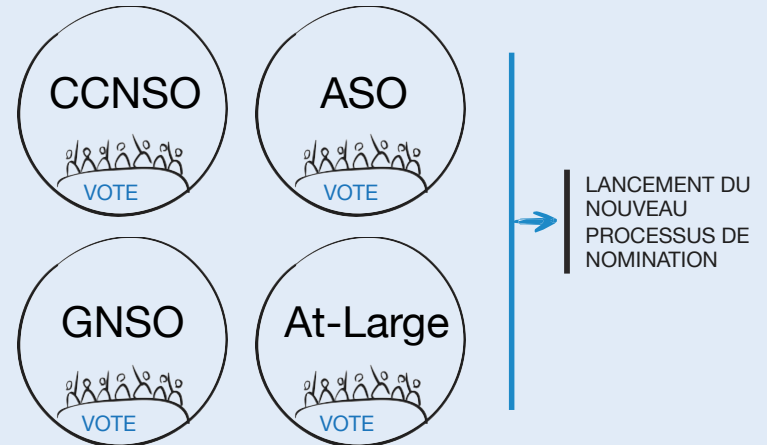 CCNSO
VOTE
ASO
VOTE
GNSO
VOTE
At-Large
VOTE
LANCEMENT DU
NOUVEAU
PROCESSUS DE
NOMINATION